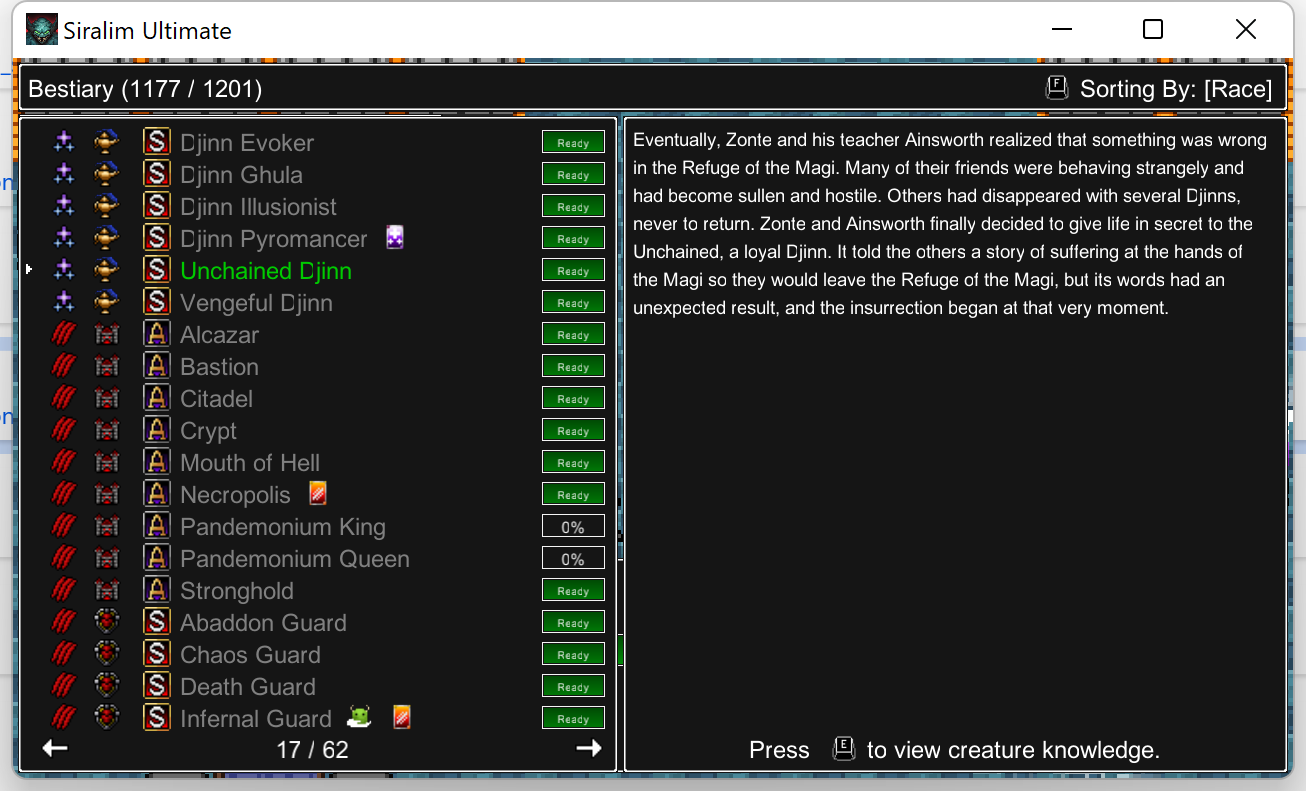 Siralim Ultimate
Bestiary (1177 / 1201)
F Sorting By: [Race]
S Djinn Evoker Ready
S Djinn Ghula Ready
S Djinn Illusionist Ready
S Djinn Pyromancer Ready
S Unchained Djinn Ready
S Vengeful Djinn Ready
A Alcazar Ready
A Bastion Ready
A Citadel Ready
A Crypt Ready
A Mouth of Hell Ready
A Necropolis Ready
A Pandemonium King 0%
A Pandemonium Queen 0%
A Stronghold Ready
S Abaddon Guard Ready
S Chaos Guard Ready
S Death Guard Ready
S Infernal Guard Ready
17 / 62
Eventually, Zonte and his teacher Ainsworth realized that something was wrong
in the Refuge of the Magi. Many of their friends were behaving strangely and
had become sullen and hostile. Others had disappeared with several Djinns,
never to return. Zonte and Ainsworth finally decided to give life in secret to the
Unchained, a loyal Djinn. It told the others a story of suffering at the hands of
the Magi so they would leave the Refuge of the Magi, but its words had an
unexpected result, and the insurrection began at that very moment.
Press E to view creature knowledge.